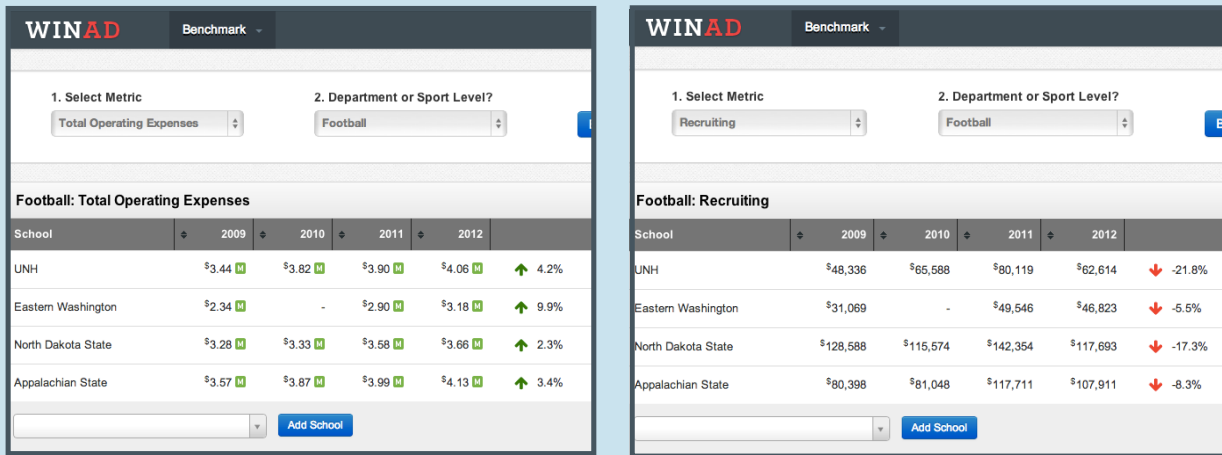 WINAD Benchmark
1. Select Metric 2. Department or Sport Level?
Total Operating Expenses Football
Football: Total Operating Expenses
School 2009 2010 2011 2012
UNH $3.44 M $3.82 M $3.90 M $4.06 M 4.2%
Eastern Washington $2.34 M - $2.90 M $3.18 M 9.9%
North Dakota State $3.28 M $3.33 M $3.58 M $3.66 M 2.3%
Appalachian State $3.57 M $3.87 M $3.99 M $4.13 M 3.4%
Add School
WINAD Benchmark
1. Select Metric 2. Department or Sport Level?
Recruiting Football
Football: Recruiting
School 2009 2010 2011 2012
UNH $48,336 $65,588 $80,119 $62,614 -21.8%
Eastern Washington $31,069 - $49,546 $46,823 -5.5%
North Dakota State $128,588 $115,574 $142,354 $117,693 -17.3%
Appalachian State $80,398 $81,048 $117,711 $107,911 -8.3%
Add School